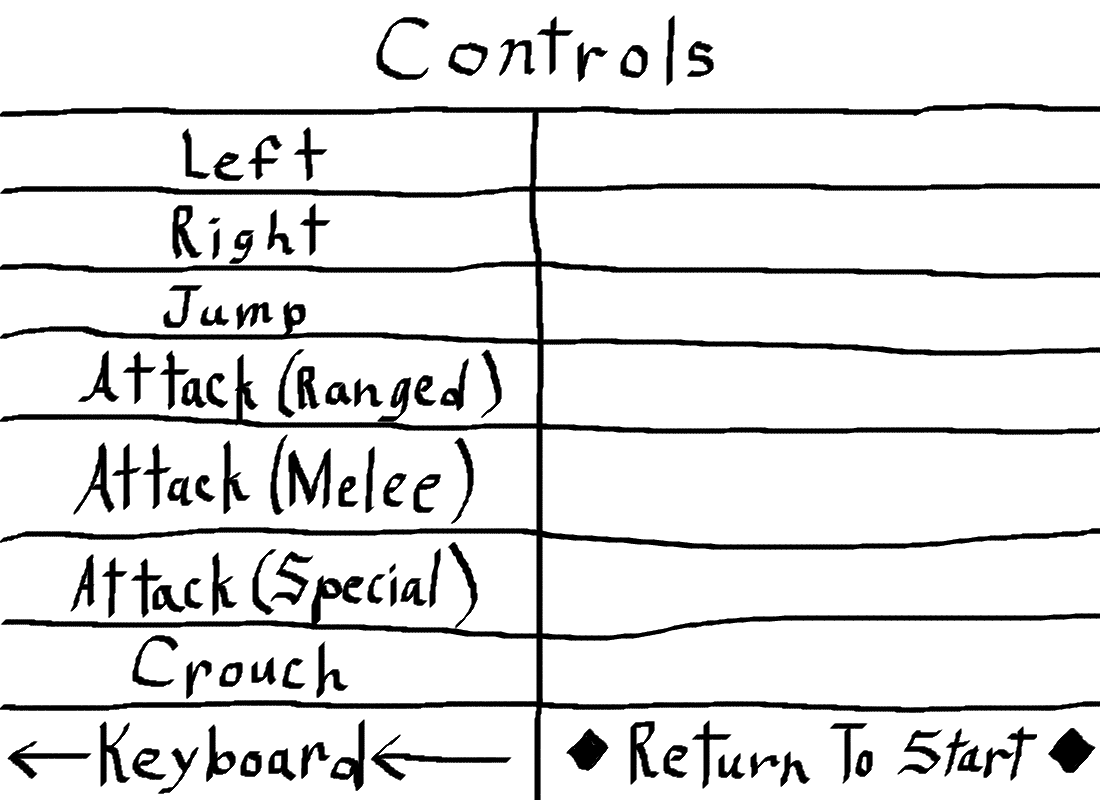 Controls
Left
Right
Jump
Attack (Ranged)
Attack (Melee)
Attack (Special)
Crouch
Keyboard
Return To Start